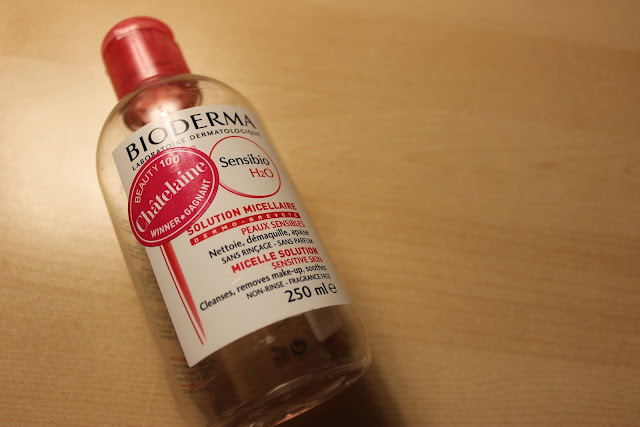 BIODERMA
LABORATOIRE DERMATOLOGIQUE
BEAUTY 100
Châtelaine
WINNER • GAGNANT
Sensibio
H2O
SOLUTION MICELLAIRE
DERMO-BREVETÉ
PEAUX SENSIBLES
Nettoie, démaquille, apaise
SANS RINÇAGE - SANS PARFUM
MICELLE SOLUTION
SENSITIVE SKIN
Cleanses, removes make-up, soothes
NON-RINSE - FRAGRANCE FREE
250 ml e